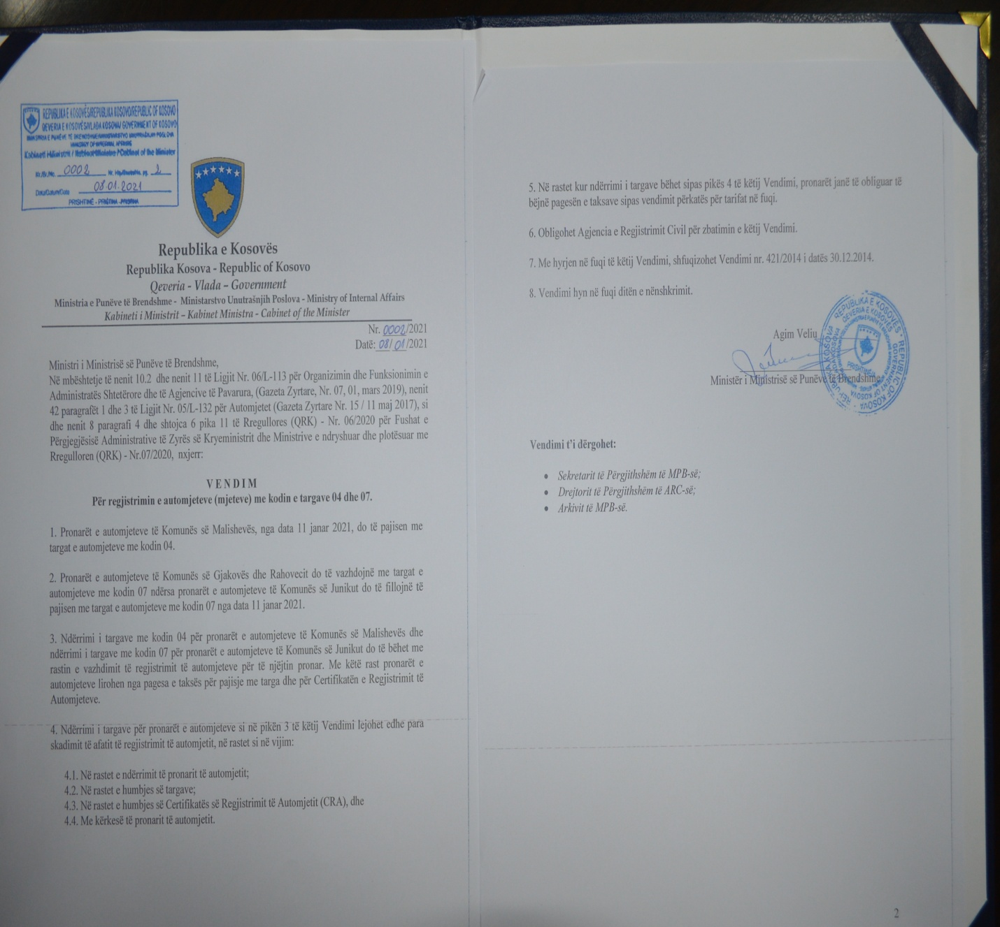 REPUBLIKA E KOSOVËS/REPUBLIKA KOSOVO/REPUBLIC OF KOSOVO
QEVERIA E KOSOVËS/VLADA KOSOVA/ GOVERNMENT OF KOSOVO
MINISTRY OF INTERNAL AFFAIRS
Kabineti i Ministrit / Kabinet Ministra / Cabinet of the Minister
0002 2
Data/Datum/Date 08.01.2021
PRISHTINË - PRIŠTINA - PRISTINA
Republika e Kosovës
Republika Kosova - Republic of Kosovo
Qeveria - Vlada – Government
Ministria e Punëve të Brendshme - Ministarstvo Unutrašnjih Poslova - Ministry of Internal Affairs
Kabineti i Ministrit – Kabinet Ministra - Cabinet of the Minister
Nr. 0002/2021
Datë: 08/01/2021
Ministri i Ministrisë së Punëve të Brendshme,
Në mbështetje të nenit 10.2 dhe nenit 11 të Ligjit Nr. 06/L-113 për Organizimin dhe Funksionimin e
Administratës Shtetërore dhe të Agjencive të Pavarura, (Gazeta Zyrtare, Nr. 07, 01, mars 2019), nenit
42 paragrafët 1 dhe 3 të Ligjit Nr. 05/L-132 për Automjetet (Gazeta Zyrtare Nr. 15 / 11 maj 2017), si
dhe nenit 8 paragrafi 4 dhe shtojca 6 pika 11 të Rregullores (QRK) - Nr. 06/2020 për Fushat e
Përgjegjësisë Administrative të Zyrës së Kryeministrit dhe Ministrive e ndryshuar dhe plotësuar me
Rregulloren (QRK) - Nr.07/2020, nxjerr:
V E N D I M
Për regjistrimin e automjeteve (mjeteve) me kodin e targave 04 dhe 07.
1. Pronarët e automjeteve të Komunës së Malishevës, nga data 11 janar 2021, do të pajisen me
targat e automjeteve me kodin 04.
2. Pronarët e automjeteve të Komunës së Gjakovës dhe Rahovecit do të vazhdojnë me targat e
automjeteve me kodin 07 ndërsa pronarët e automjeteve të Komunës së Junikut do të fillojnë të
pajisen me targat e automjeteve me kodin 07 nga data 11 janar 2021.
3. Ndërrimi i targave me kodin 04 për pronarët e automjeteve të Komunës së Malishevës dhe
ndërrimi i targave me kodin 07 për pronarët e automjeteve të Komunës së Junikut do të bëhet me
rastin e vazhdimit të regjistrimit të automjeteve për të njëjtin pronar. Me këtë rast pronarët e
automjeteve lirohen nga pagesa e taksës për pajisje me targa dhe për Certifikatën e Regjistrimit të
Automjeteve.
4. Ndërrimi i targave për pronarët e automjeteve si në pikën 3 të këtij Vendimi lejohet edhe para
skadimit të afatit të regjistrimit të automjetit, në rastet si në vijim:
4.1. Në rastet e ndërrimit të pronarit të automjetit;
4.2. Në rastet e humbjes së targave;
4.3. Në rastet e humbjes së Certifikatës së Regjistrimit të Automjetit (CRA), dhe
4.4. Me kërkesë të pronarit të automjetit.
5. Në rastet kur ndërrimi i targave bëhet sipas pikës 4 të këtij Vendimi, pronarët janë të obliguar të
bëjnë pagesën e taksave sipas vendimit përkatës për tarifat në fuqi.
6. Obligohet Agjencia e Regjistrimit Civil për zbatimin e këtij Vendimi.
7. Me hyrjen në fuqi të këtij Vendimi, shfuqizohet Vendimi nr. 421/2014 i datës 30.12.2014.
8. Vendimi hyn në fuqi ditën e nënshkrimit.
Agim Veliu
Ministër i Ministrisë së Punëve të Brendshme
Vendimi t'i dërgohet:
• Sekretarit të Përgjithshëm të MPB-së;
• Drejtorit të Përgjithshëm të ARC-së;
• Arkivit të MPB-së.
2